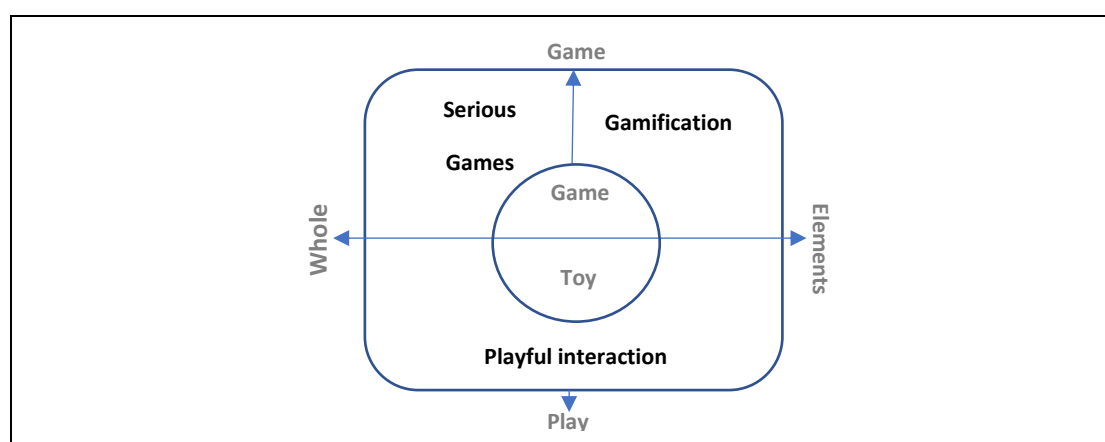 Game
Serious
Gamification
Games
Game
Whole
Elements
Toy
Playful interaction
Play